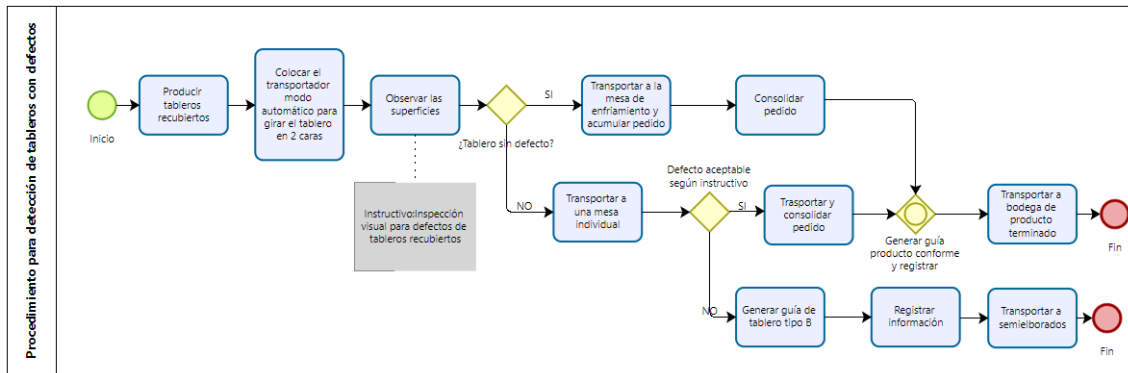 Procedimiento para detección de tableros con defectos
Inicio
Producir
tableros
recubiertos
Colocar el
transportador
modo
automático para
girar el tablero
en 2 caras
Observar las
superficies
Instructivo:Inspección
visual para defectos de
tableros recubiertos
¿Tablero sin defecto?
SI
Transportar a la
mesa de
enfriamiento y
acumular pedido
Consolidar
pedido
NO
Transportar a
una mesa
individual
Defecto aceptable
según instructivo
SI
Trasportar y
consolidar
pedido
Generar guía
producto conforme
y registrar
Transportar a
bodega de
producto
terminado
Fin
NO
Generar guía de
tablero tipo B
Registrar
información
Transportar a
semielborados
Fin